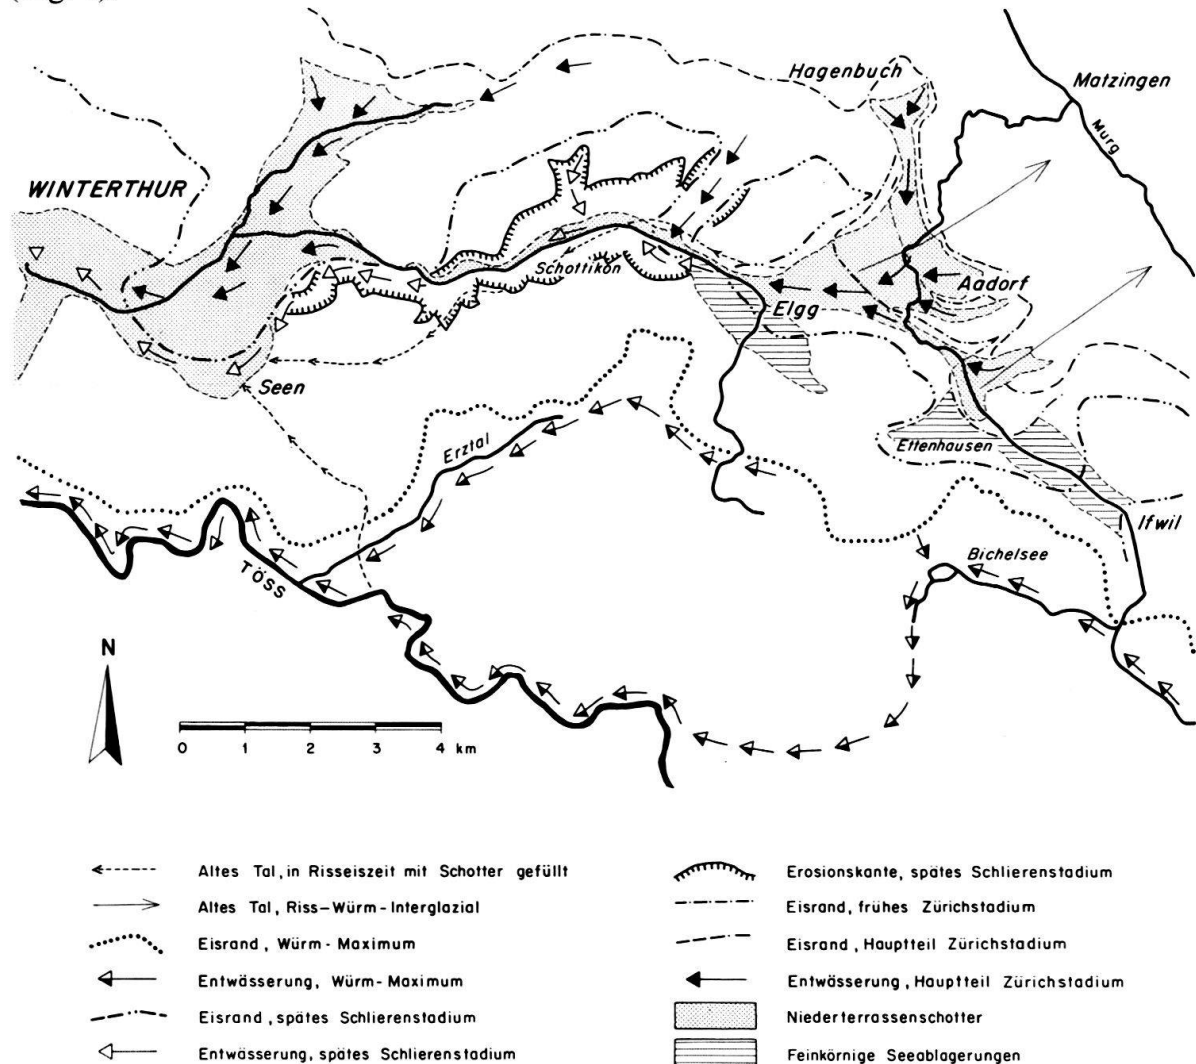 Hagenbuch
Matzingen
Murg
WINTERTHUR
Schottikon
Elgg
Aadorf
Seen
Erztal
Ettenhausen
Ifwil
Bichelsee
TÖSS
N
0 1 2 3 4 km
Altes Tal, in Risseiszeit mit Schotter gefüllt
Altes Tal, Riss-Würm-Interglazial
Eisrand, Würm-Maximum
Entwässerung, Würm-Maximum
Eisrand, spätes Schlierenstadium
Entwässerung, spätes Schlierenstadium
Erosionskante, spätes Schlierenstadium
Eisrand, frühes Zürichstadium
Eisrand, Hauptteil Zürichstadium
Entwässerung, Hauptteil Zürichstadium
Niederterrassenschotter
Feinkörnige Seeablagerungen